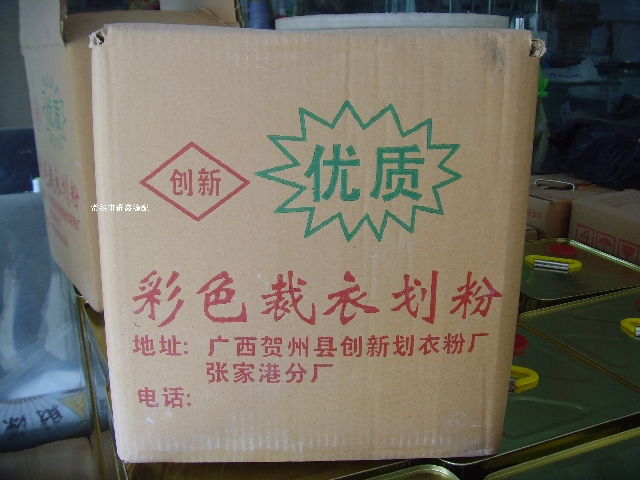 创新
优质
彩色裁衣划粉
地址: 广西贺州县创新划衣粉厂
张家港分厂
电话: